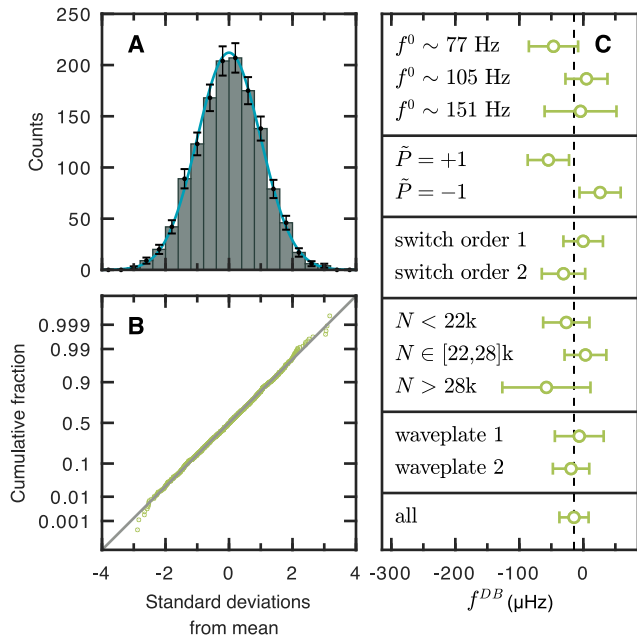 A
250
200
150
100
50
0
Counts
B
0.999
0.99
0.9
0.5
0.1
0.01
0.001
Cumulative fraction
-4 -2 0 2 4
Standard deviations
from mean
C
f⁰ ∼ 77 Hz
f⁰ ∼ 105 Hz
f⁰ ∼ 151 Hz
P̃ = +1
P̃ = −1
switch order 1
switch order 2
N < 22k
N ∈ [22,28]k
N > 28k
waveplate 1
waveplate 2
all
-300 -200 -100 0
f^{DB} (µHz)